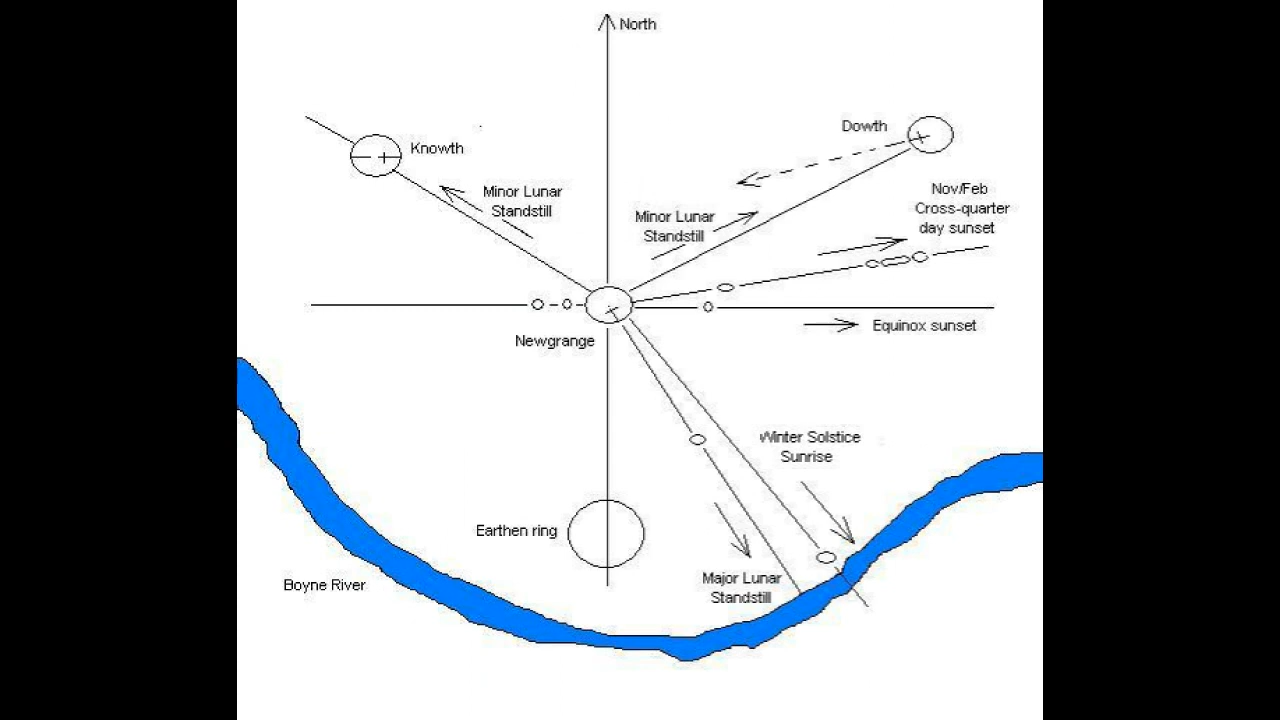 North
Dowth
Knowth
Minor Lunar
Standstill
Nov/Feb
Cross-quarter
day sunset
Minor Lunar
Standstill
Newgrange
Equinox sunset
Winter Solstice
Sunrise
Earthen ring
Boyne River
Major Lunar
Standstill